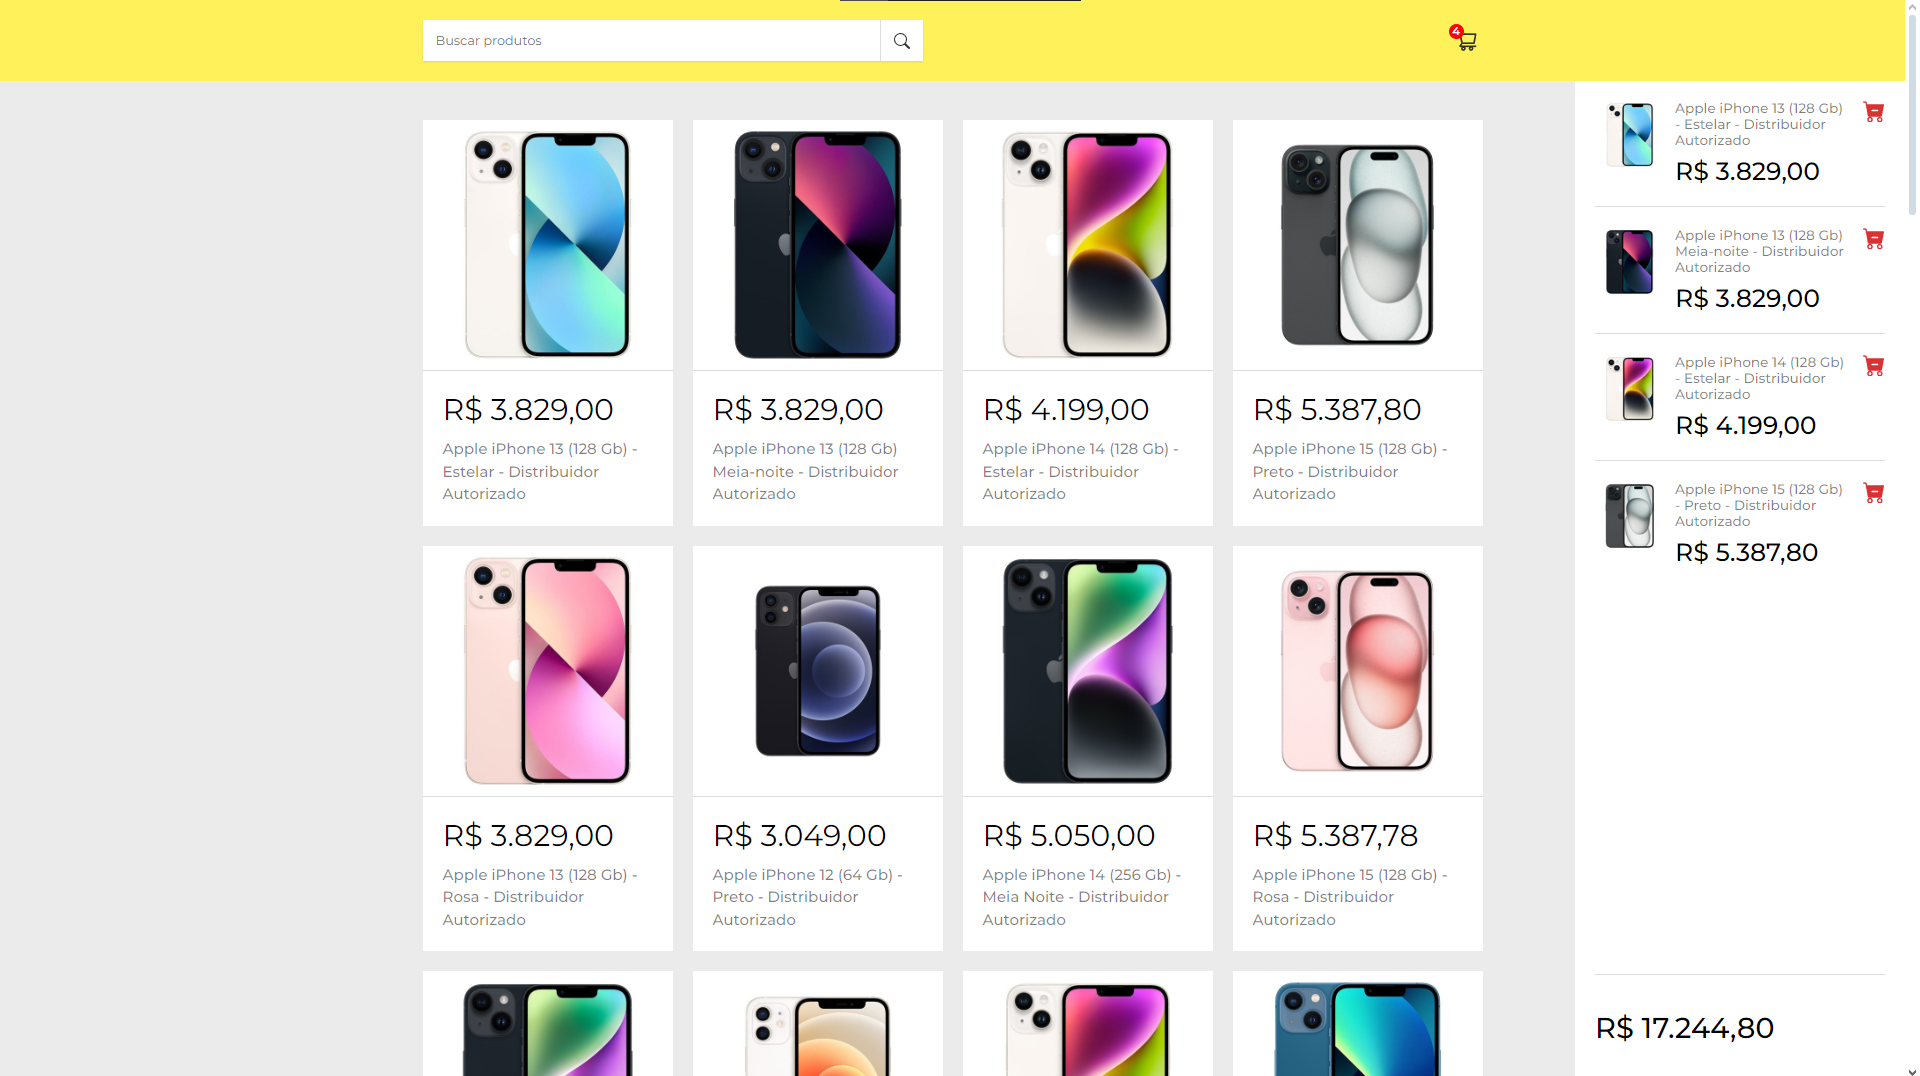 Buscar produtos
4
R$ 3.829,00
Apple iPhone 13 (128 Gb) -
Estelar - Distribuidor
Autorizado
R$ 3.829,00
Apple iPhone 13 (128 Gb)
Meia-noite - Distribuidor
Autorizado
R$ 4.199,00
Apple iPhone 14 (128 Gb) -
Estelar - Distribuidor
Autorizado
R$ 5.387,80
Apple iPhone 15 (128 Gb) -
Preto - Distribuidor
Autorizado
R$ 3.829,00
Apple iPhone 13 (128 Gb) -
Rosa - Distribuidor
Autorizado
R$ 3.049,00
Apple iPhone 12 (64 Gb) -
Preto - Distribuidor
Autorizado
R$ 5.050,00
Apple iPhone 14 (256 Gb) -
Meia Noite - Distribuidor
Autorizado
R$ 5.387,78
Apple iPhone 15 (128 Gb) -
Rosa - Distribuidor
Autorizado
Apple iPhone 13 (128 Gb)
- Estelar - Distribuidor
Autorizado
R$ 3.829,00
Apple iPhone 13 (128 Gb)
Meia-noite - Distribuidor
Autorizado
R$ 3.829,00
Apple iPhone 14 (128 Gb)
- Estelar - Distribuidor
Autorizado
R$ 4.199,00
Apple iPhone 15 (128 Gb)
- Preto - Distribuidor
Autorizado
R$ 5.387,80
R$ 17.244,80